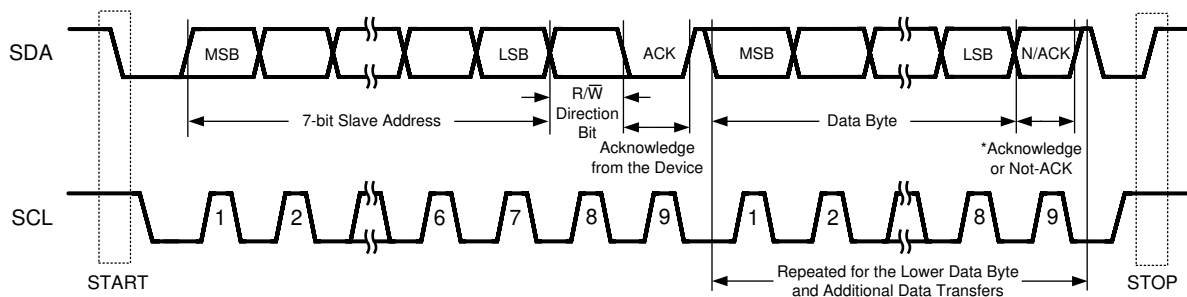 SDA
MSB
LSB
ACK
MSB
LSB
N/ACK
R/W̅
Direction
Bit
7-bit Slave Address
Data Byte
Acknowledge
from the Device
*Acknowledge
or Not-ACK
SCL
1
2
6
7
8
9
1
2
8
9
START
Repeated for the Lower Data Byte
and Additional Data Transfers
STOP